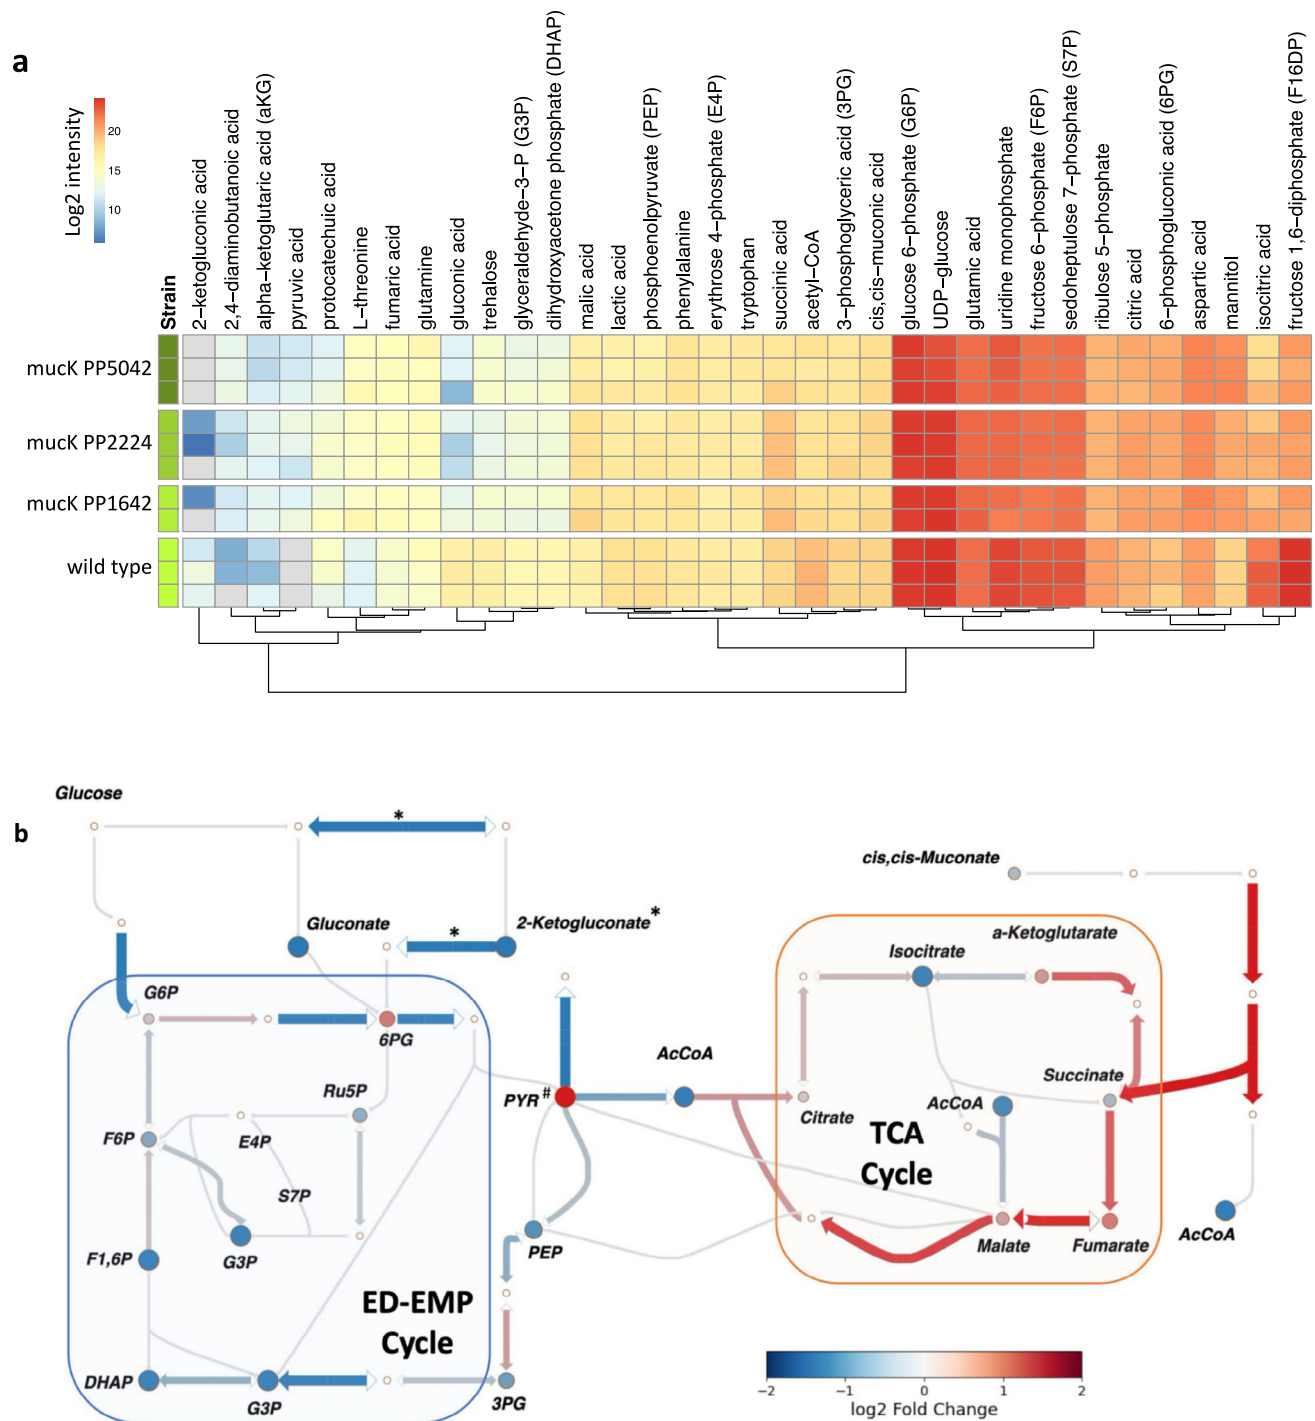 a
Log2 intensity
20
15
10
Strain
2−ketogluconic acid
2,4−diaminobutanoic acid
alpha−ketoglutaric acid (aKG)
pyruvic acid
protocatechuic acid
L−threonine
fumaric acid
glutamine
gluconic acid
trehalose
glyceraldehyde−3−P (G3P)
dihydroxyacetone phosphate (DHAP)
malic acid
lactic acid
phosphoenolpyruvate (PEP)
phenylalanine
erythrose 4−phosphate (E4P)
tryptophan
succinic acid
acetyl−CoA
3−phosphoglyceric acid (3PG)
cis,cis−muconic acid
glucose 6−phosphate (G6P)
UDP−glucose
glutamic acid
uridine monophosphate
fructose 6−phosphate (F6P)
sedoheptulose 7−phosphate (S7P)
ribulose 5−phosphate
citric acid
6−phosphogluconic acid (6PG)
aspartic acid
mannitol
isocitric acid
fructose 1,6−diphosphate (F16DP)
mucK PP5042
mucK PP2224
mucK PP1642
wild type
b
Glucose
*
cis,cis-Muconate
Gluconate
*
2-Ketogluconate*
a-Ketoglutarate
Isocitrate
G6P
6PG
AcCoA
Ru5P
PYR#
Succinate
AcCoA
Citrate
F6P
E4P
TCA
Cycle
S7P
G3P
F1,6P
PEP
Malate
Fumarate
AcCoA
ED-EMP
Cycle
DHAP
G3P
3PG
−2
−1
0
1
2
log2 Fold Change